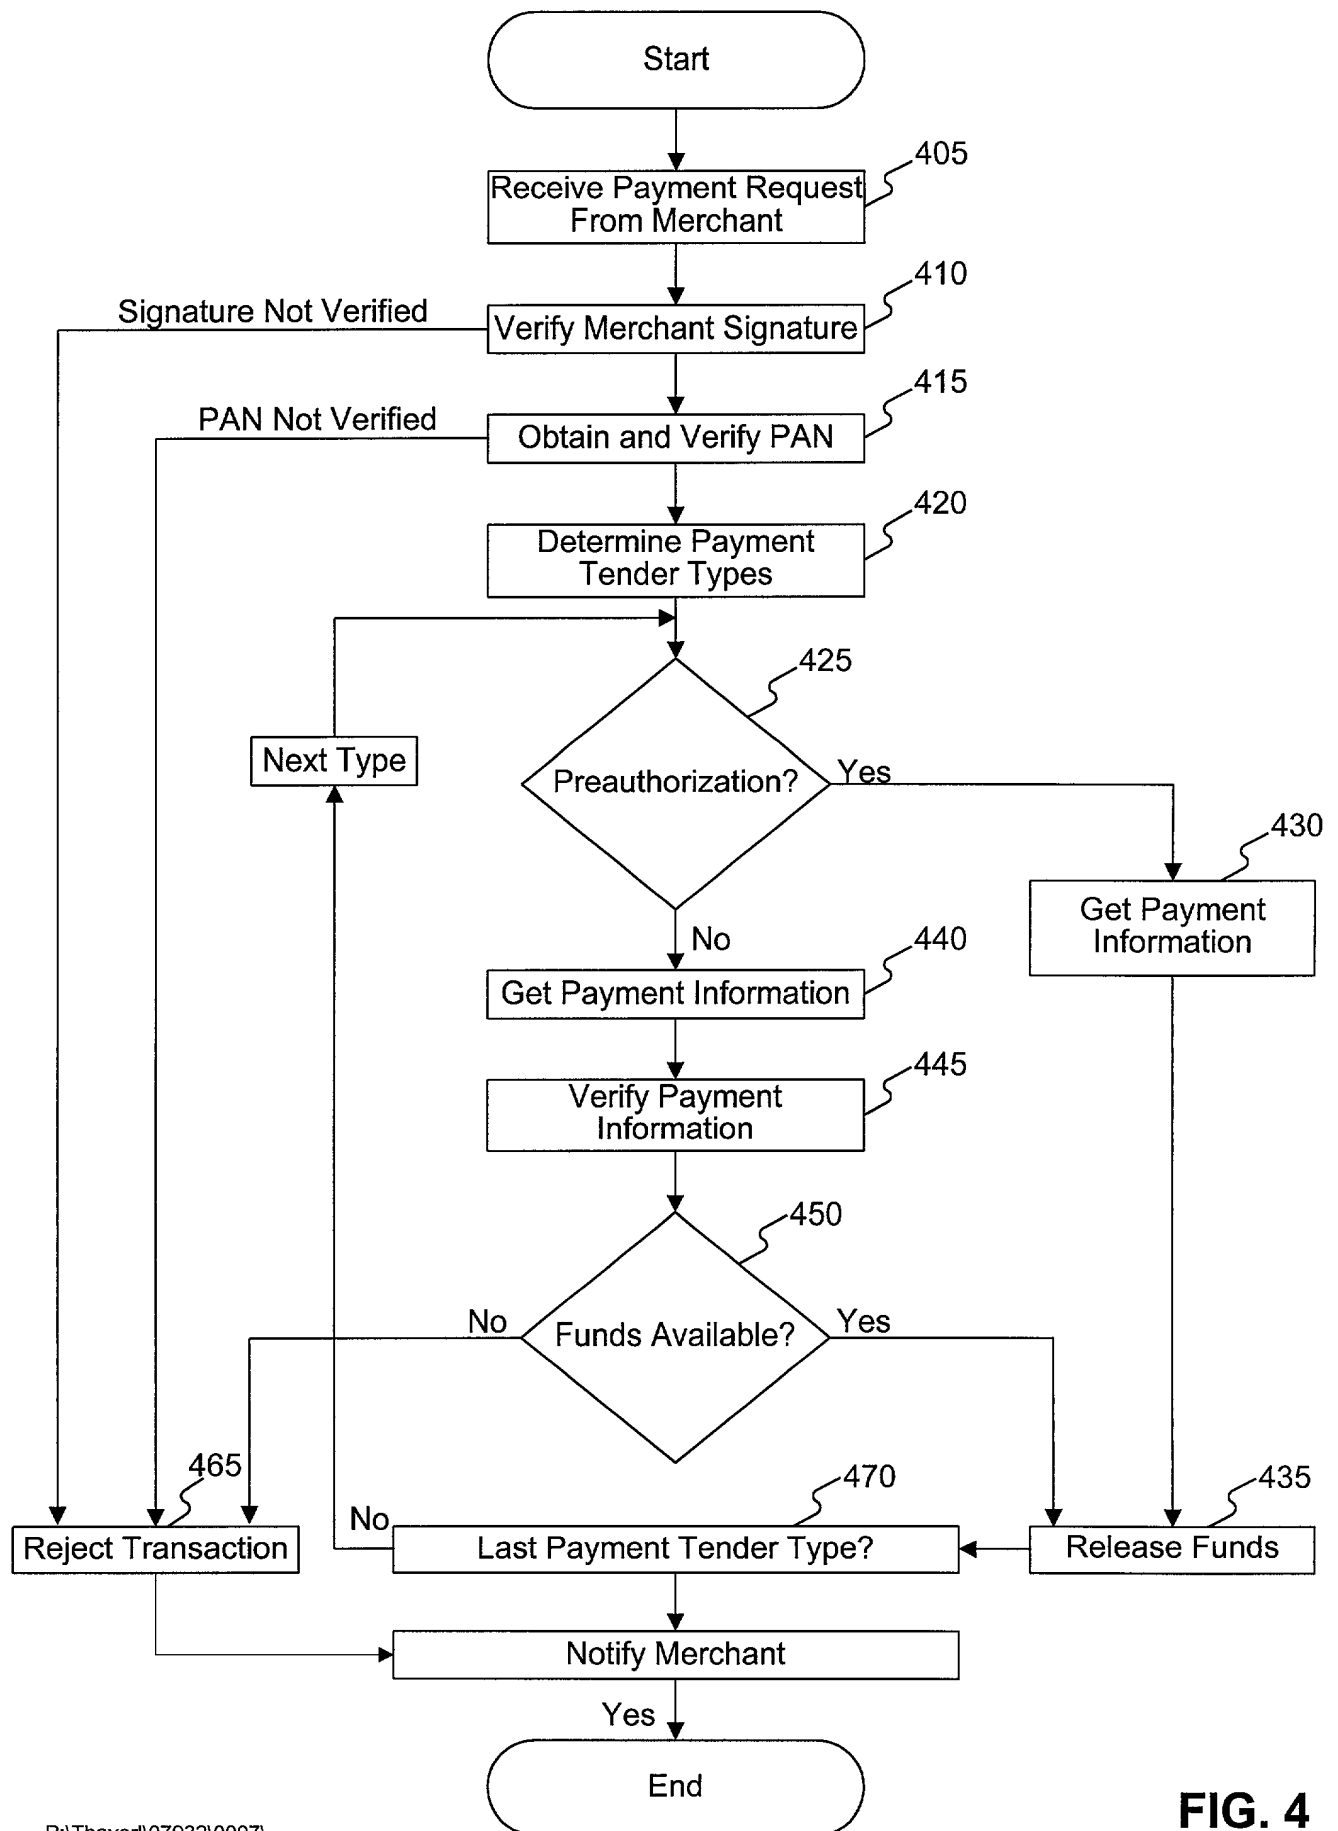 Start
405
Receive Payment Request
From Merchant
410
Signature Not Verified
Verify Merchant Signature
415
PAN Not Verified
Obtain and Verify PAN
420
Determine Payment
Tender Types
425
Next Type
Preauthorization?
Yes
430
Get Payment
Information
No
440
Get Payment Information
445
Verify Payment
Information
450
No
Funds Available?
Yes
465
470
435
Reject Transaction
No
Last Payment Tender Type?
Release Funds
Notify Merchant
Yes
End
FIG. 4